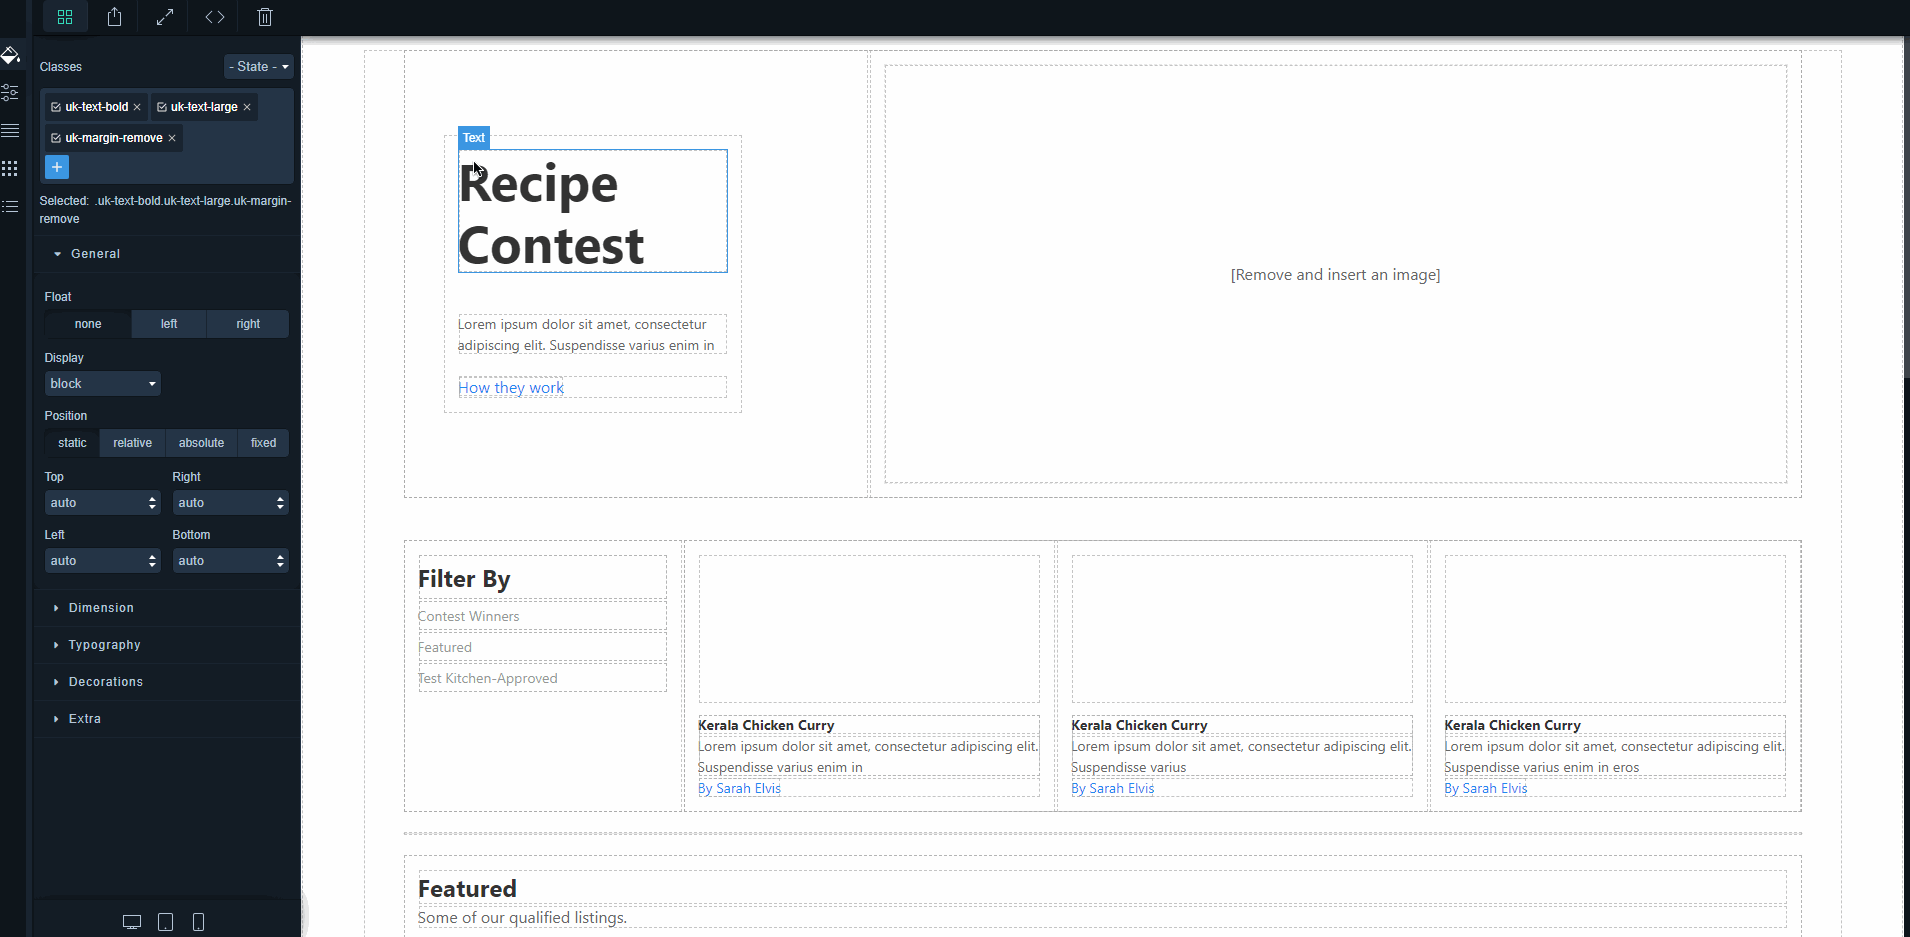 Classes
- State -
uk-text-bold
uk-text-large
uk-margin-remove
+
Selected: .uk-text-bold.uk-text-large.uk-margin-
remove
General
Float
none left right
Display
block
Position
static relative absolute fixed
Top Right
auto auto
Left Bottom
auto auto
Dimension
Typography
Decorations
Extra
Text
Recipe
Contest
Lorem ipsum dolor sit amet, consectetur
adipiscing elit. Suspendisse varius enim in
How they work
[Remove and insert an image]
Filter By
Contest Winners
Featured
Test Kitchen-Approved
Kerala Chicken Curry
Lorem ipsum dolor sit amet, consectetur adipiscing elit.
Suspendisse varius enim in
By Sarah Elvis
Kerala Chicken Curry
Lorem ipsum dolor sit amet, consectetur adipiscing elit.
Suspendisse varius
By Sarah Elvis
Kerala Chicken Curry
Lorem ipsum dolor sit amet, consectetur adipiscing elit.
Suspendisse varius enim in eros
By Sarah Elvis
Featured
Some of our qualified listings.